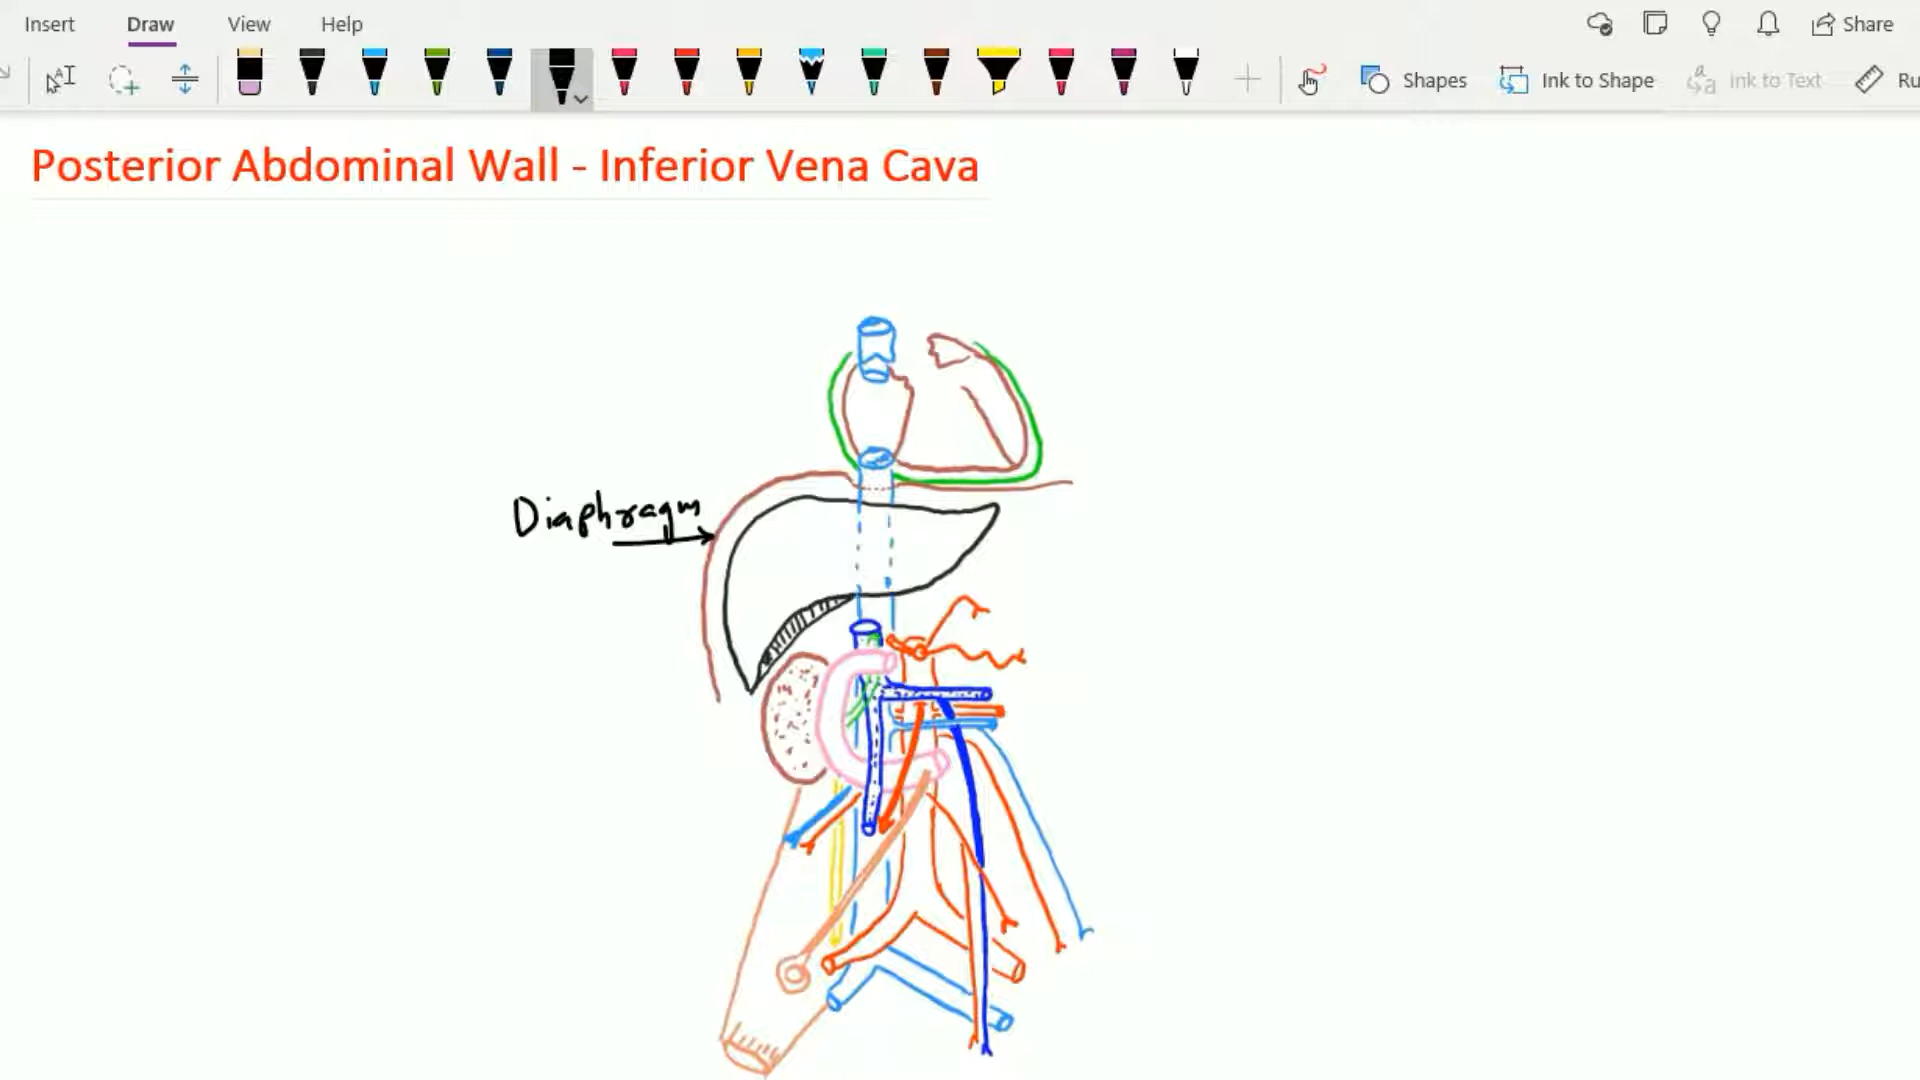 Insert Draw View Help Share
Shapes Ink to Shape Ink to Text Ru
Posterior Abdominal Wall - Inferior Vena Cava
Diaphragm